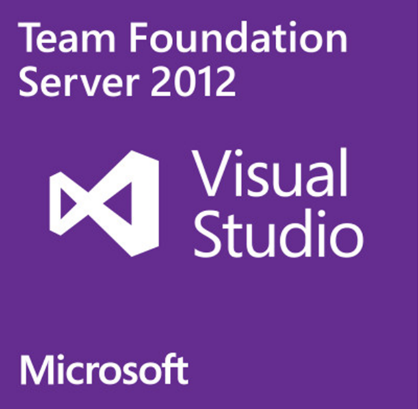 Team Foundation
Server 2012
Visual
Studio
Microsoft